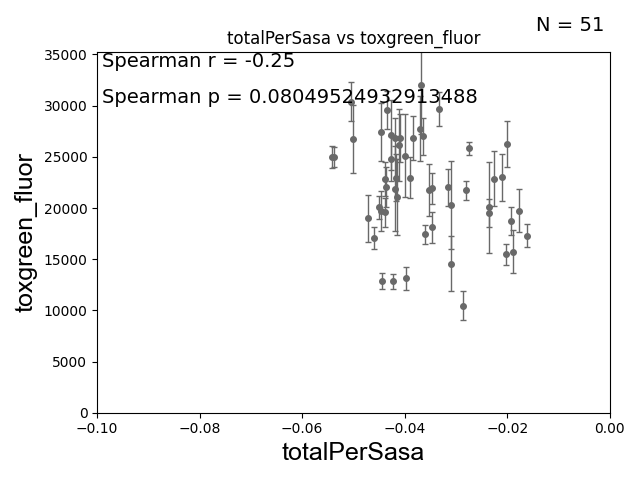 N = 51
totalPerSasa vs toxgreen_fluor
Spearman r = -0.25
Spearman p = 0.08049524932913488
toxgreen_fluor
35000
30000
25000
20000
15000
10000
5000
0
−0.10 −0.08 −0.06 −0.04 −0.02 0.00
totalPerSasa